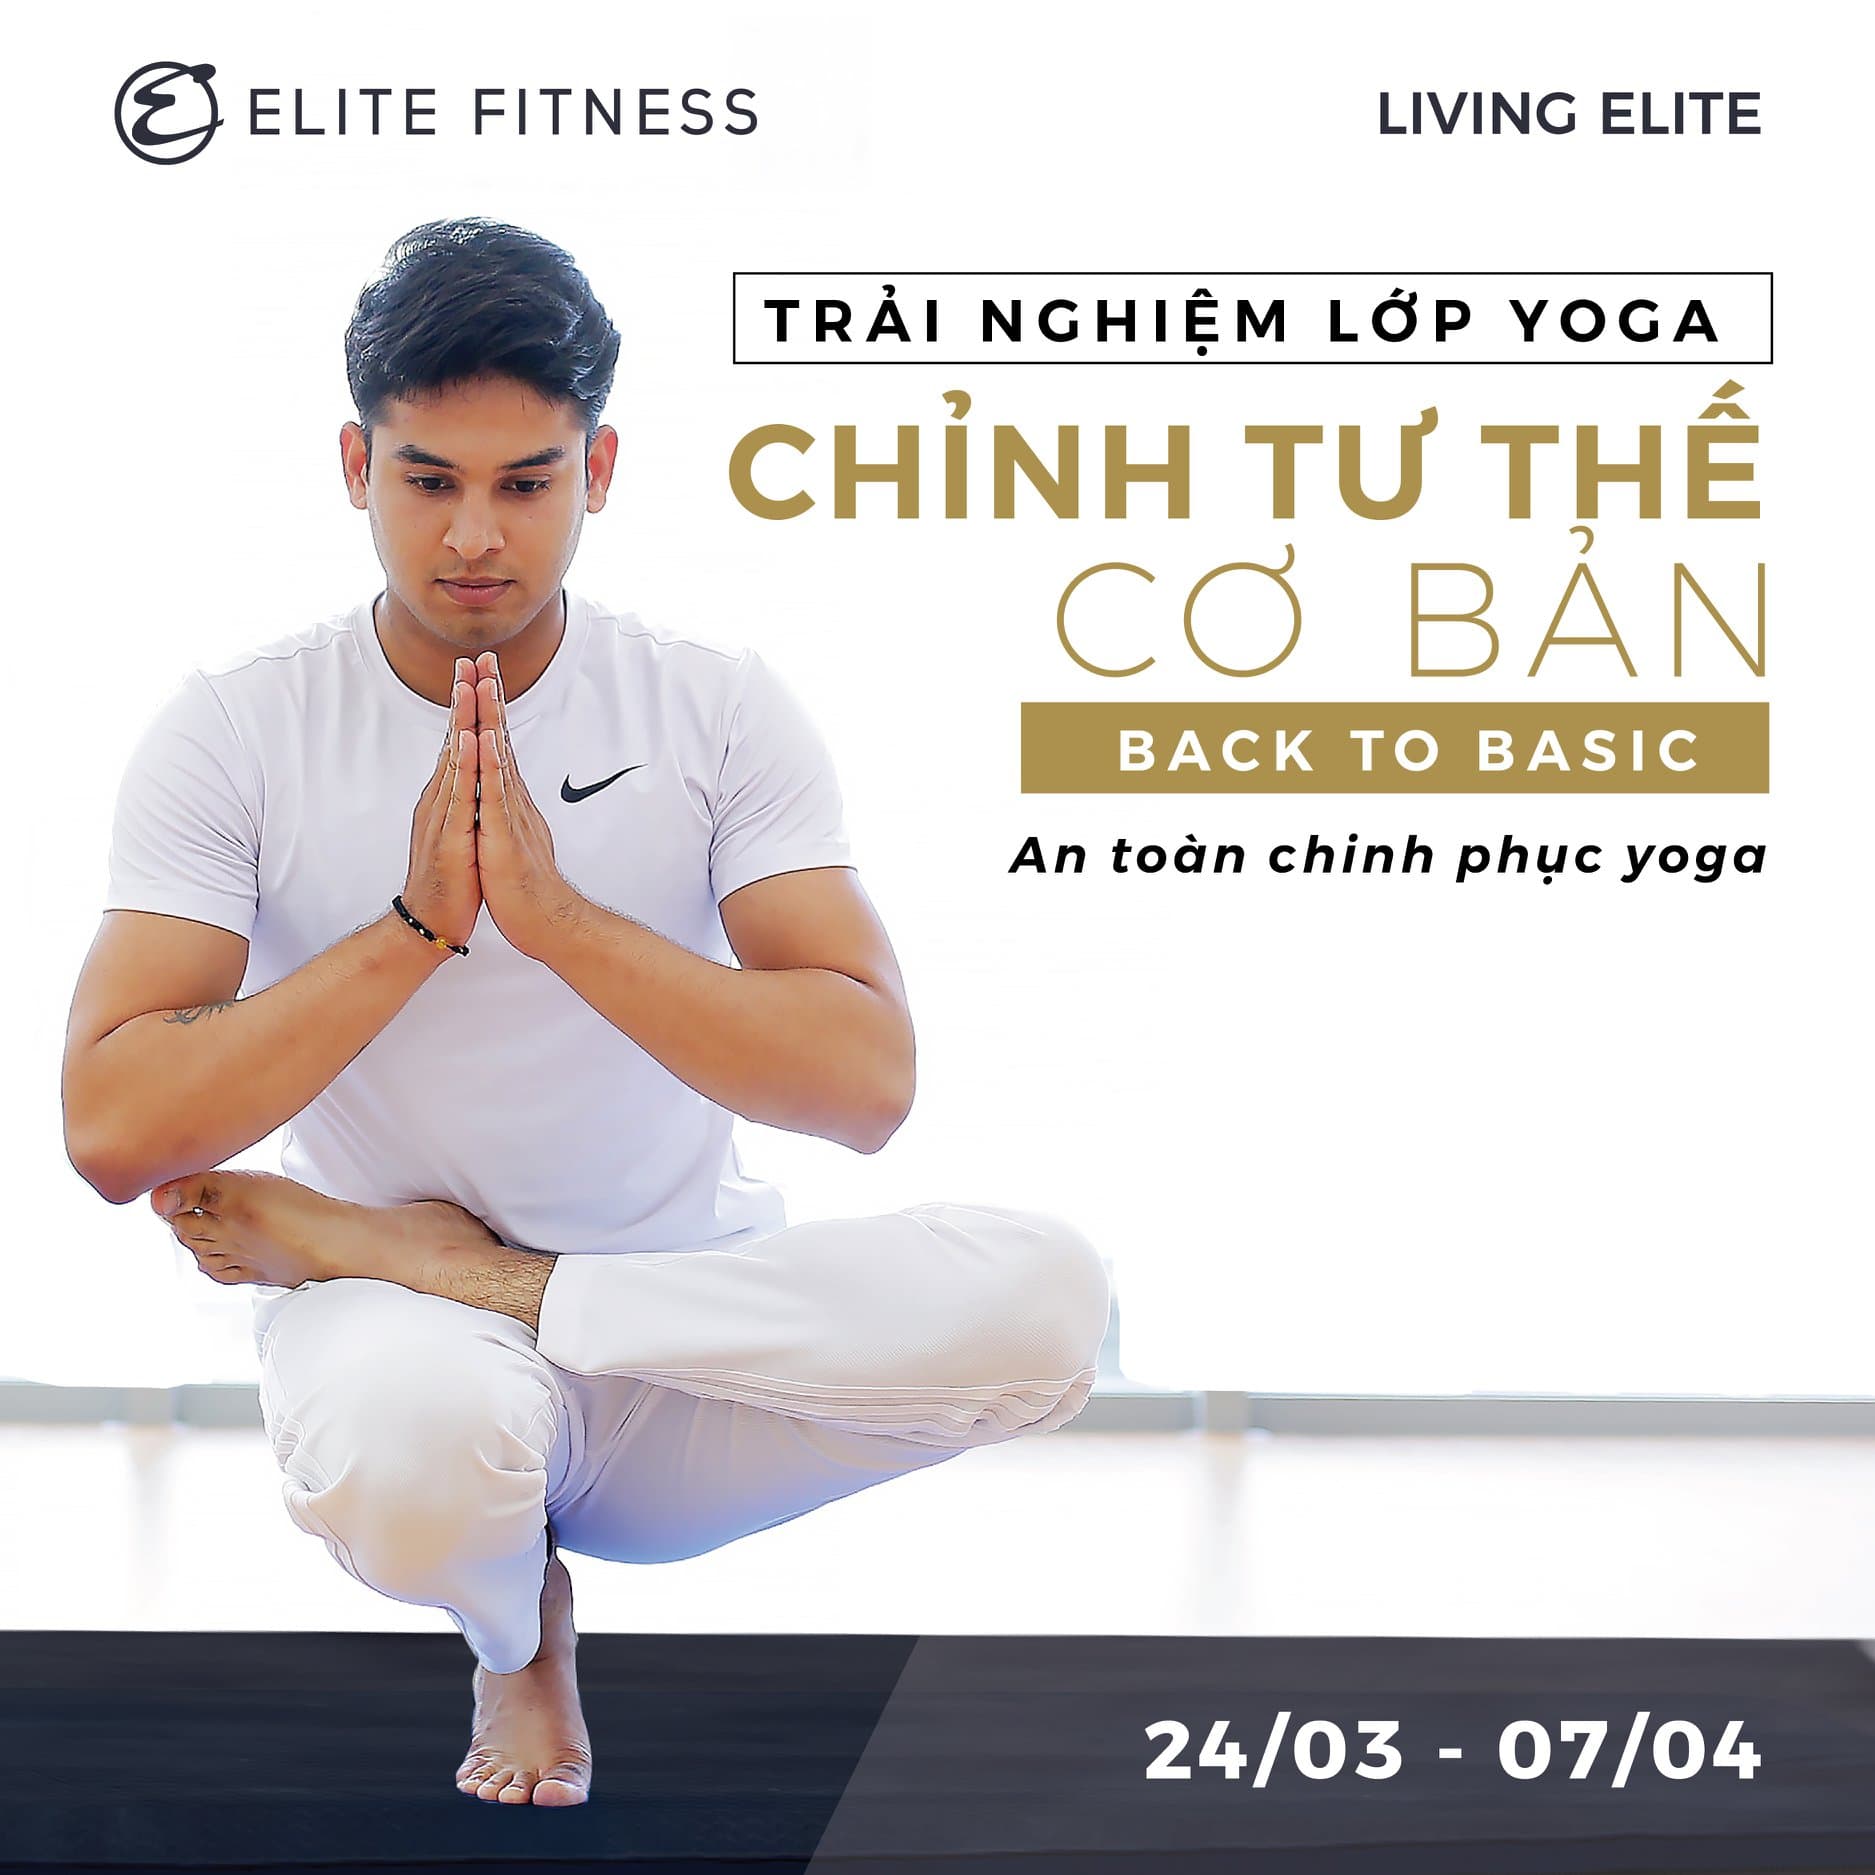 ELITE FITNESS
LIVING ELITE
TRẢI NGHIỆM LỚP YOGA
CHỈNH TƯ THẾ
CƠ BẢN
BACK TO BASIC
An toàn chinh phục yoga
24/03 - 07/04